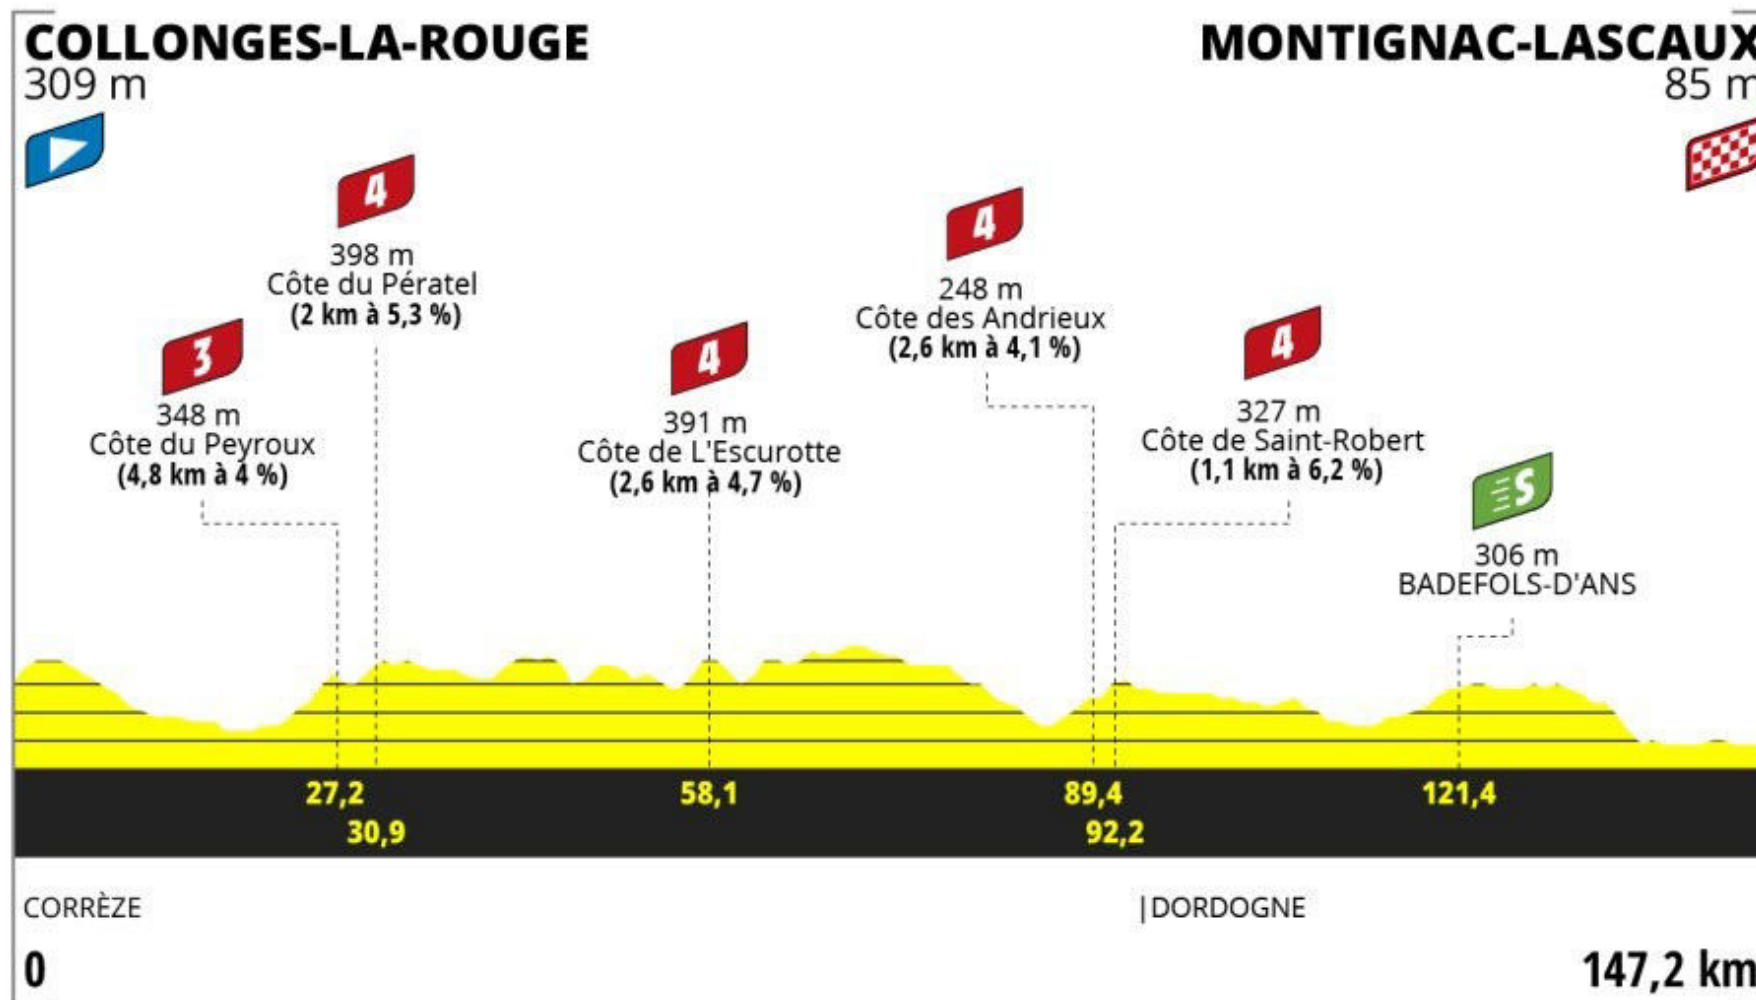 COLLONGES-LA-ROUGE
309 m
MONTIGNAC-LASCAUX
85 m
4
398 m
Côte du Pératel
(2 km à 5,3 %)
3
348 m
Côte du Peyroux
(4,8 km à 4 %)
4
391 m
Côte de L'Escurotte
(2,6 km à 4,7 %)
4
248 m
Côte des Andrieux
(2,6 km à 4,1 %)
4
327 m
Côte de Saint-Robert
(1,1 km à 6,2 %)
S
306 m
BADEFOLS-D'ANS
27,2
30,9
58,1
89,4
92,2
121,4
CORRÈZE
|DORDOGNE
0
147,2 km